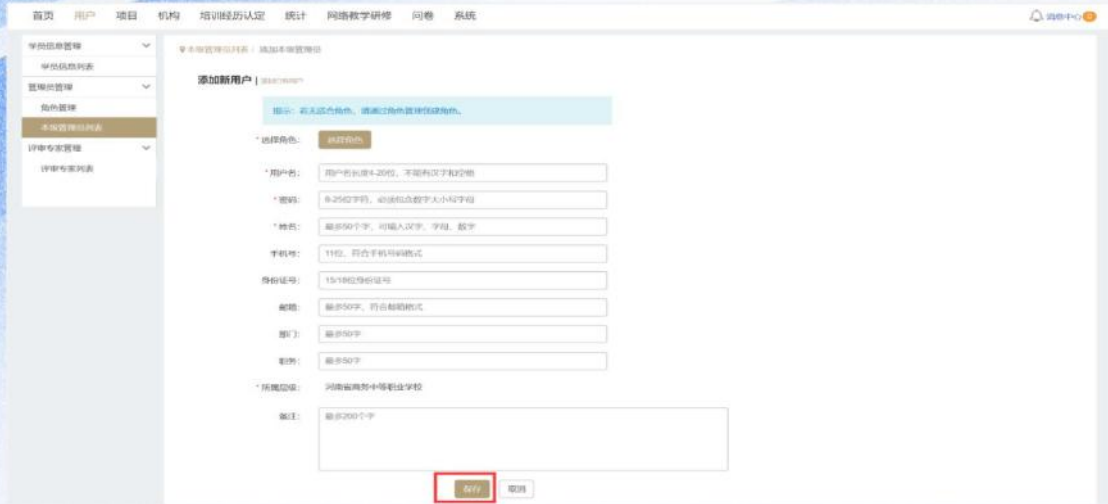 首页 用户 项目 机构 培训经历认定 统计 网络教学研修 问卷 系统 消息中心
学员信息管理
学员信息列表
管理员管理
角色管理
本级管理员列表
评审专家管理
评审专家列表
本级管理员列表 / 添加本级管理员
添加新用户 |
提示：若无适合角色，请通过角色管理创建角色。
* 选择角色： 选择角色
* 用户名： 用户名长度4-20位，不能有汉字和空格
* 密码： 8-25位字符，必须包含数字大小写字母
* 姓名： 最多50个字，可输入汉字、字母、数字
手机号： 11位，符合手机号码格式
身份证号： 15/18位身份证号
邮箱： 最多50字，符合邮箱格式
部门： 最多50字
职务： 最多50字
* 所属层级： 河南省商务中等职业学校
备注： 最多200个字
保存 取消